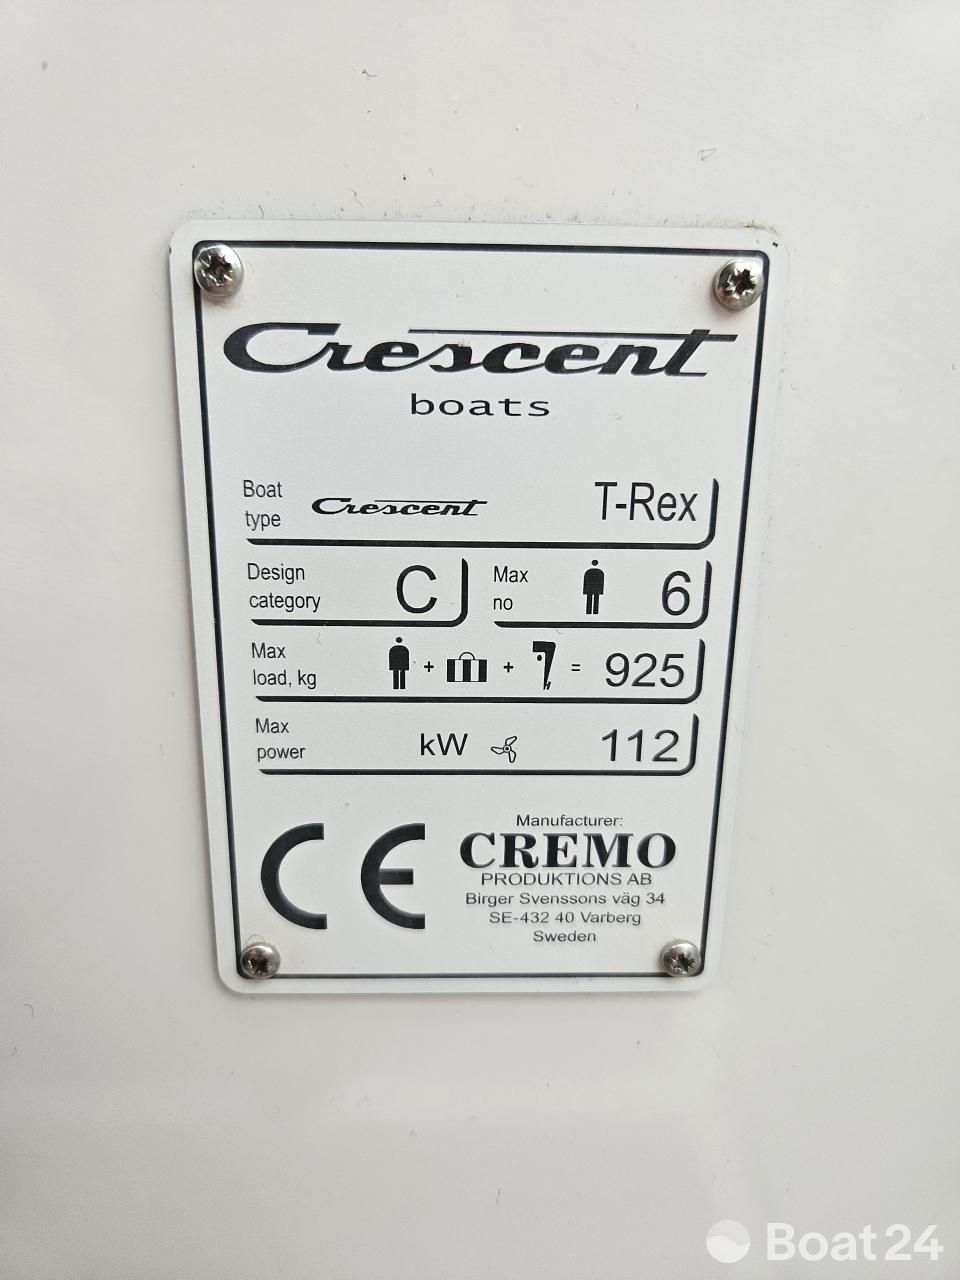 Crescent
boats
Boat type Crescent T-Rex
Design category C Max no 6
Max load, kg + + = 925
Max power kW 112
CE
Manufacturer:
CREMO
PRODUKTIONS AB
Birger Svenssons väg 34
SE-432 40 Varberg
Sweden
Boat24